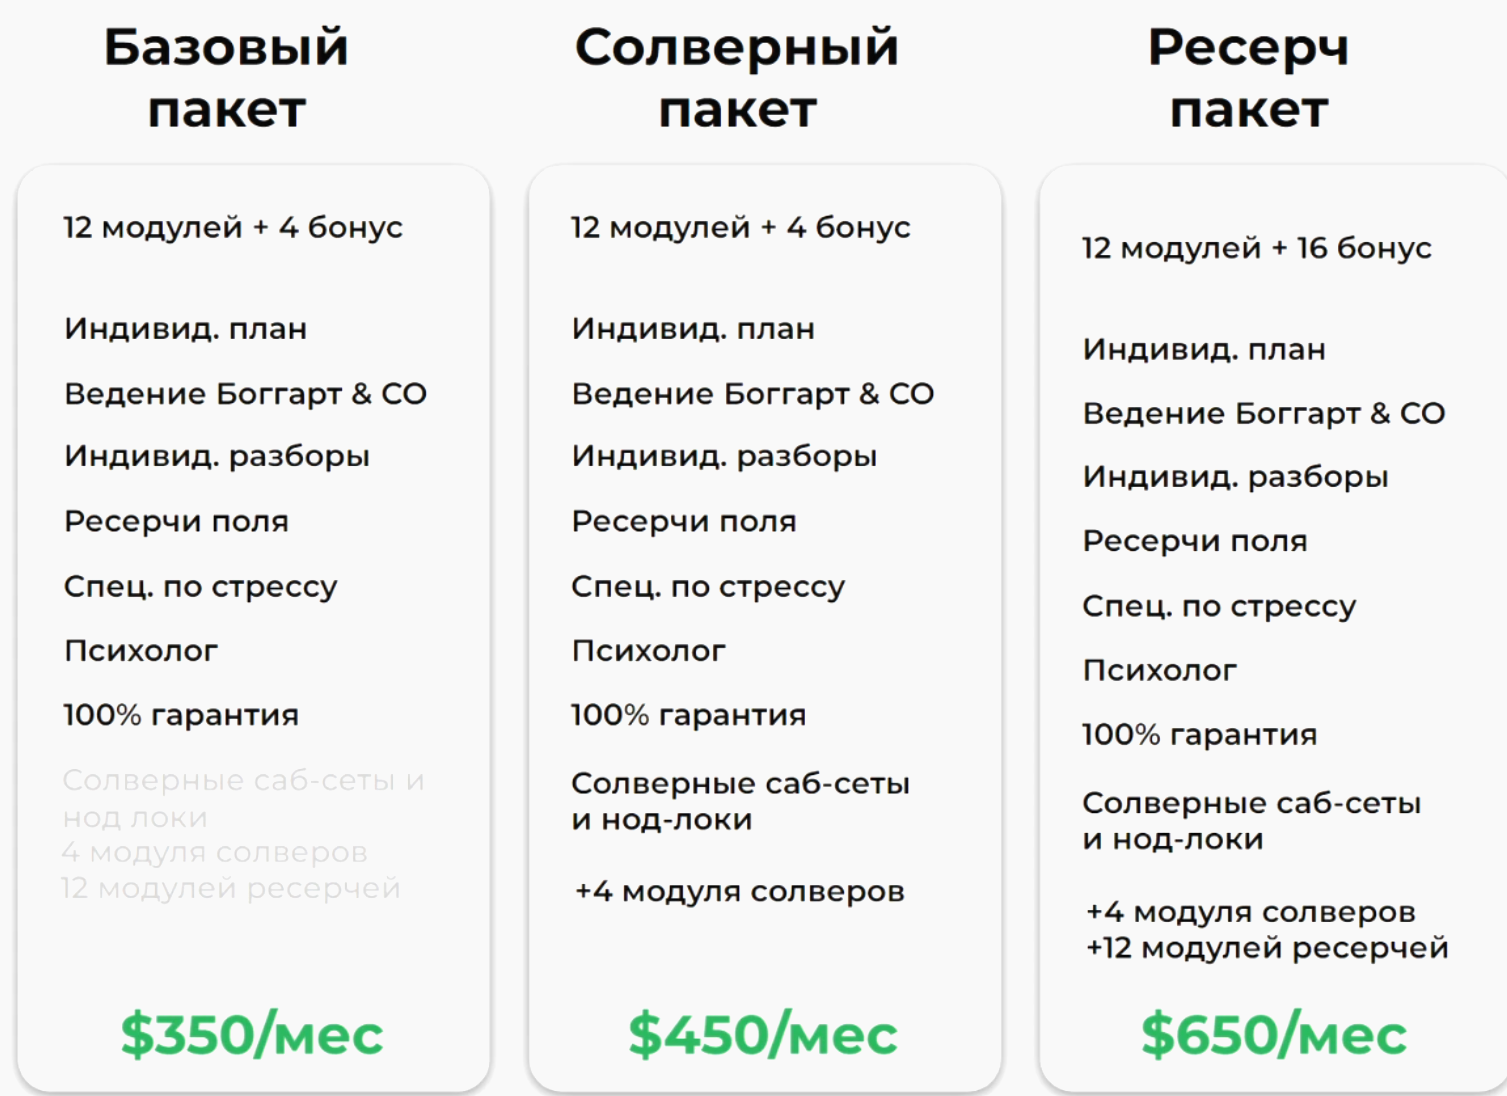 Базовый
пакет
12 модулей + 4 бонус
Индивид. план
Ведение Боггарт & СО
Индивид. разборы
Ресерчи поля
Спец. по стрессу
Психолог
100% гарантия
Солверные саб-сеты и
нод локи
4 модуля солверов
12 модулей ресерчей
$350/мес
Солверный
пакет
12 модулей + 4 бонус
Индивид. план
Ведение Боггарт & СО
Индивид. разборы
Ресерчи поля
Спец. по стрессу
Психолог
100% гарантия
Солверные саб-сеты
и нод-локи
+4 модуля солверов
$450/мес
Ресерч
пакет
12 модулей + 16 бонус
Индивид. план
Ведение Боггарт & СО
Индивид. разборы
Ресерчи поля
Спец. по стрессу
Психолог
100% гарантия
Солверные саб-сеты
и нод-локи
+4 модуля солверов
+12 модулей ресерчей
$650/мес